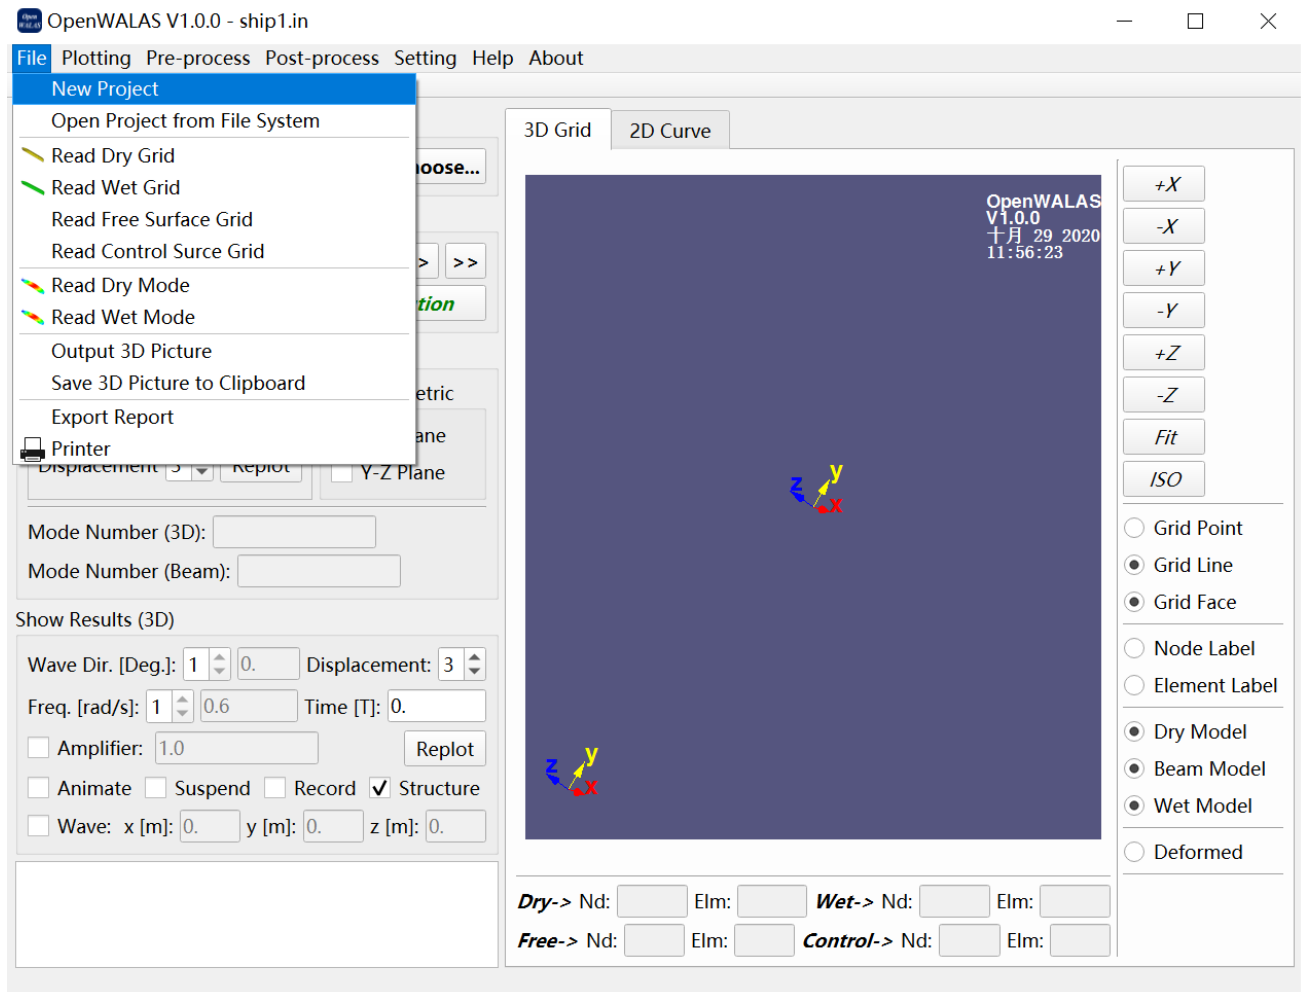 Open WALAS OpenWALAS V1.0.0 - ship1.in
File Plotting Pre-process Post-process Setting Help About
New Project
Open Project from File System
Read Dry Grid
Read Wet Grid
Read Free Surface Grid
Read Control Surce Grid
Read Dry Mode
Read Wet Mode
Output 3D Picture
Save 3D Picture to Clipboard
Export Report
Printer
oose...
> >>
tion
etric
ane
Displacement 3 Replot Y-Z Plane
Mode Number (3D):
Mode Number (Beam):
Show Results (3D)
Wave Dir. [Deg.]: 1 0. Displacement: 3
Freq. [rad/s]: 1 0.6 Time [T]: 0.
Amplifier: 1.0 Replot
Animate Suspend Record Structure
Wave: x [m]: 0. y [m]: 0. z [m]: 0.
3D Grid 2D Curve
OpenWALAS
V1.0.0
十月 29 2020
11:56:23
z y x
z y x
+X
-X
+Y
-Y
+Z
-Z
Fit
ISO
Grid Point
Grid Line
Grid Face
Node Label
Element Label
Dry Model
Beam Model
Wet Model
Deformed
Dry-> Nd: Elm: Wet-> Nd: Elm:
Free-> Nd: Elm: Control-> Nd: Elm: